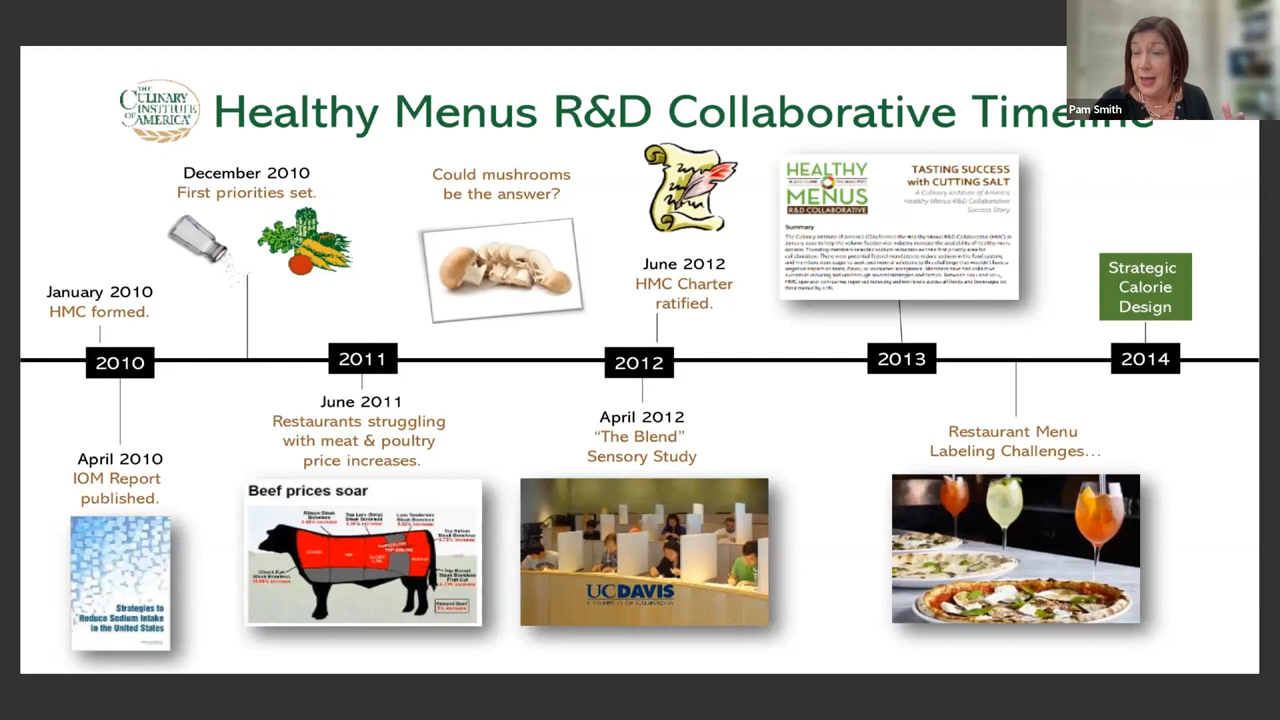 Pam Smith
THE
CULINARY
INSTITUTE
OF AMERICA
Healthy Menus R&D Collaborative Timeline
December 2010
First priorities set.
Could mushrooms
be the answer?
June 2012
HMC Charter
ratified.
HEALTHY
MENUS
R&D COLLABORATIVE
TASTING SUCCESS
with CUTTING SALT
A Culinary Institute of America
Healthy Menus R&D Collaborative
Success Story
Summary
Strategic
Calorie
Design
January 2010
HMC formed.
2010
2011
2012
2013
2014
April 2010
IOM Report
published.
Strategies to
Reduce Sodium Intake
in the United States
June 2011
Restaurants struggling
with meat & poultry
price increases.
Beef prices soar
April 2012
“The Blend”
Sensory Study
UCDAVIS
UNIVERSITY OF CALIFORNIA
Restaurant Menu
Labeling Challenges…